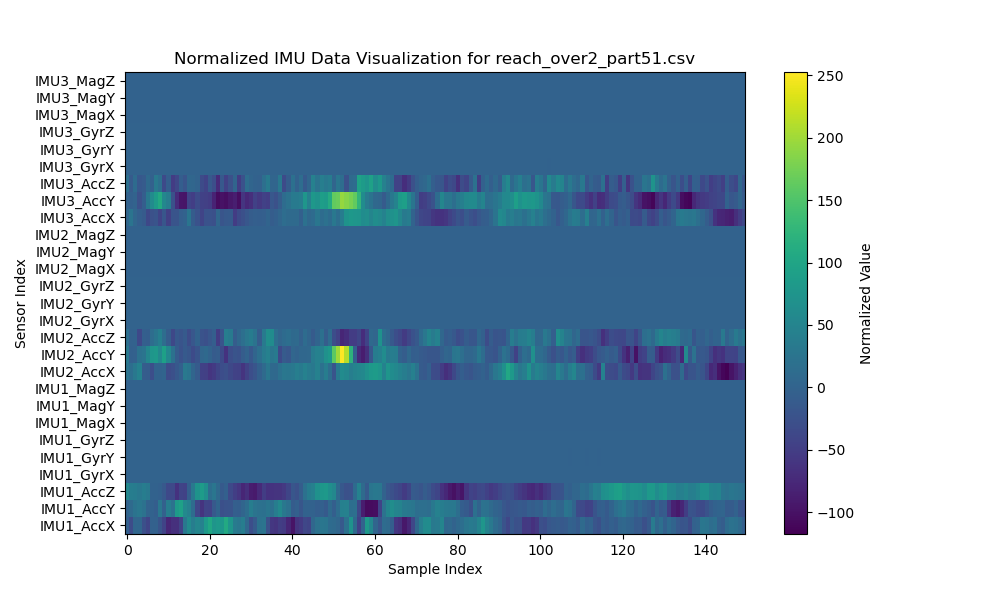 Normalized IMU Data Visualization for reach_over2_part51.csv
Sensor Index
IMU3_MagZ
IMU3_MagY
IMU3_MagX
IMU3_GyrZ
IMU3_GyrY
IMU3_GyrX
IMU3_AccZ
IMU3_AccY
IMU3_AccX
IMU2_MagZ
IMU2_MagY
IMU2_MagX
IMU2_GyrZ
IMU2_GyrY
IMU2_GyrX
IMU2_AccZ
IMU2_AccY
IMU2_AccX
IMU1_MagZ
IMU1_MagY
IMU1_MagX
IMU1_GyrZ
IMU1_GyrY
IMU1_GyrX
IMU1_AccZ
IMU1_AccY
IMU1_AccX
0 20 40 60 80 100 120 140
Sample Index
250
200
150
100
50
0
−50
−100
Normalized Value